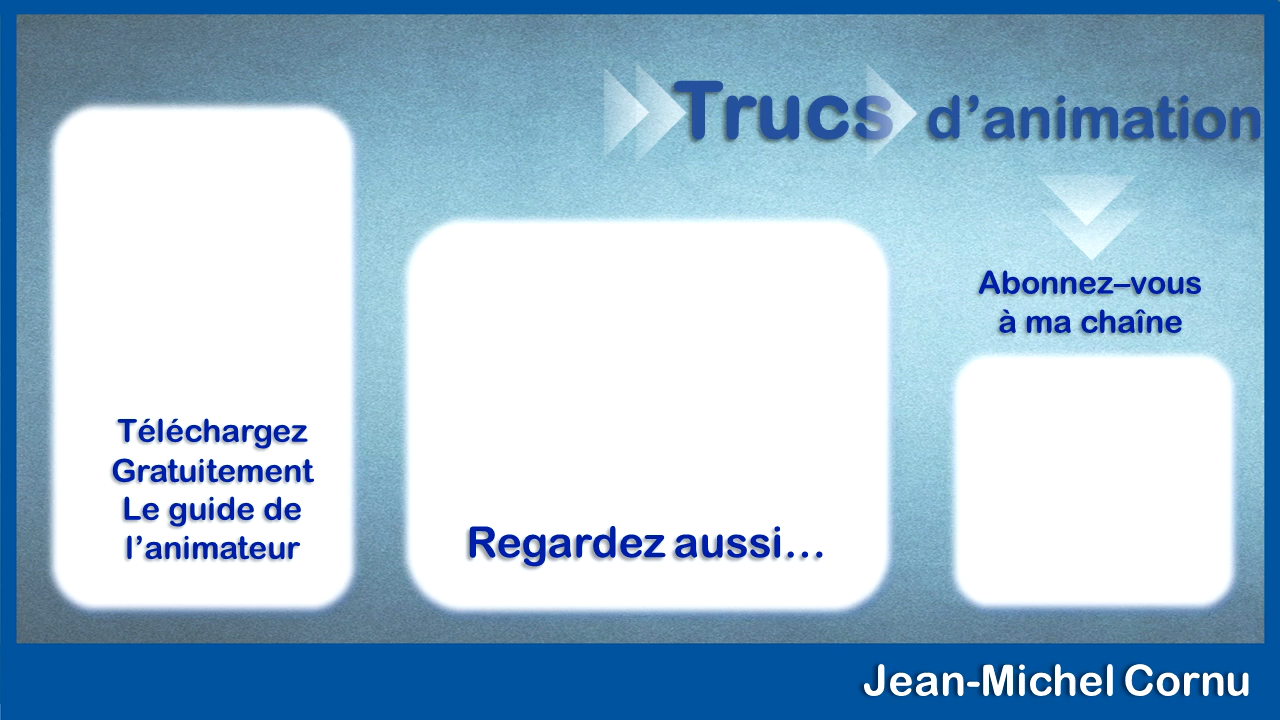 Trucs d’animation
Abonnez–vous
à ma chaîne
Téléchargez
Gratuitement
Le guide de
l’animateur
Regardez aussi…
Jean-Michel Cornu